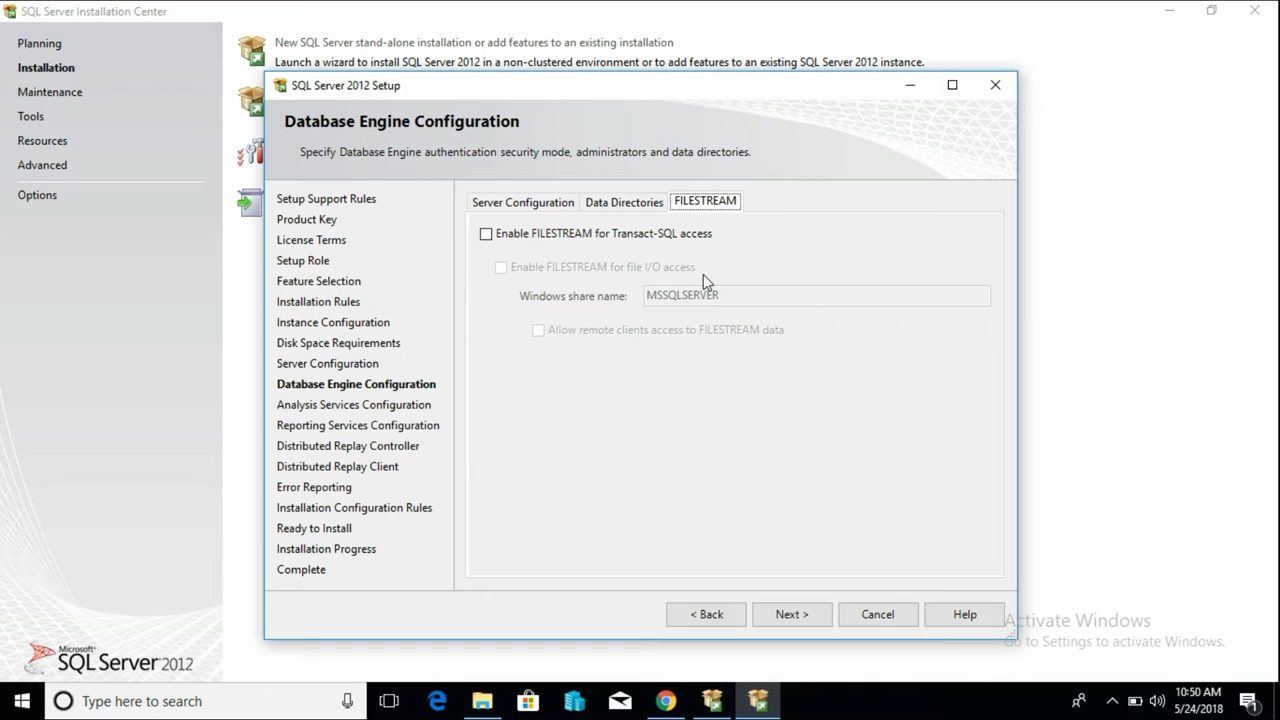 SQL Server Installation Center
Planning
Installation
Maintenance
Tools
Resources
Advanced
Options
New SQL Server stand-alone installation or add features to an existing installation
Launch a wizard to install SQL Server 2012 in a non-clustered environment or to add features to an existing SQL Server 2012 instance.
SQL Server 2012 Setup
Database Engine Configuration
Specify Database Engine authentication security mode, administrators and data directories.
Setup Support Rules
Product Key
License Terms
Setup Role
Feature Selection
Installation Rules
Instance Configuration
Disk Space Requirements
Server Configuration
Database Engine Configuration
Analysis Services Configuration
Reporting Services Configuration
Distributed Replay Controller
Distributed Replay Client
Error Reporting
Installation Configuration Rules
Ready to Install
Installation Progress
Complete
Server Configuration Data Directories FILESTREAM
Enable FILESTREAM for Transact-SQL access
Enable FILESTREAM for file I/O access
Windows share name: MSSQLSERVER
Allow remote clients access to FILESTREAM data
< Back Next > Cancel Help
Activate Windows
Go to Settings to activate Windows.
Microsoft
SQL Server 2012
Type here to search
10:50 AM
5/24/2018
1